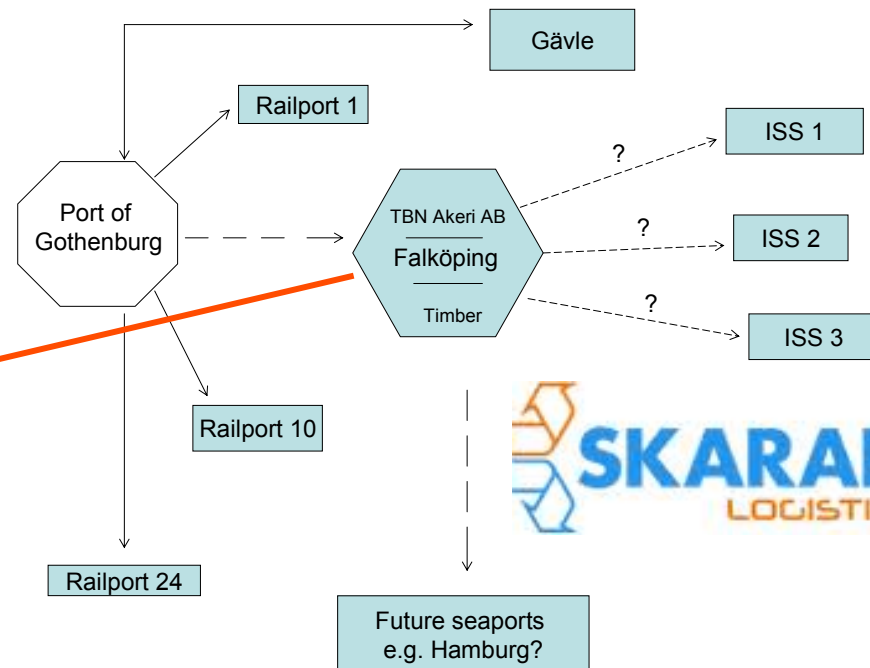 Gävle
Railport 1
ISS 1
?
Port of
Gothenburg
TBN Akeri AB
Falköping
Timber
?
ISS 2
?
ISS 3
Railport 10
SKARAB
LOGISTI
Railport 24
Future seaports
e.g. Hamburg?